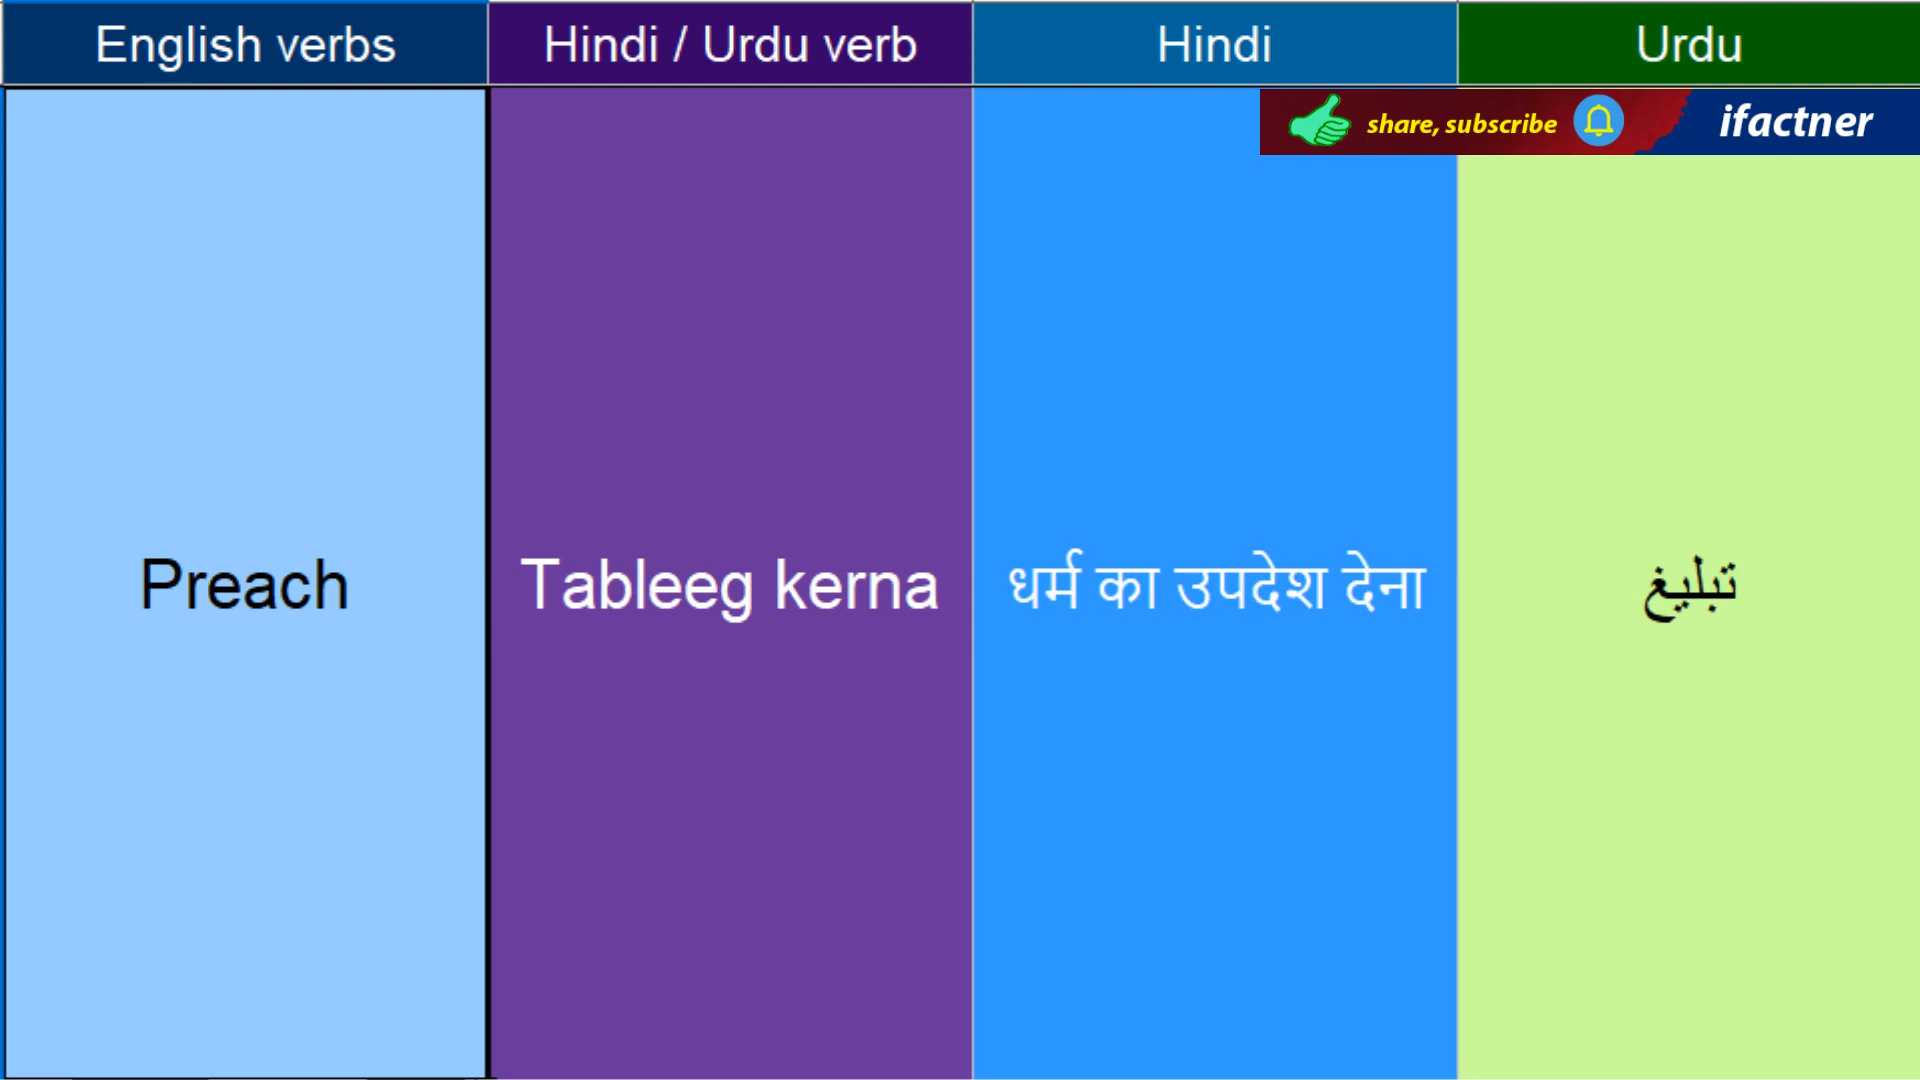 English verbs Hindi / Urdu verb Hindi Urdu
share, subscribe ifactner
Preach Tableeg kerna धर्म का उपदेश देना تبليغ